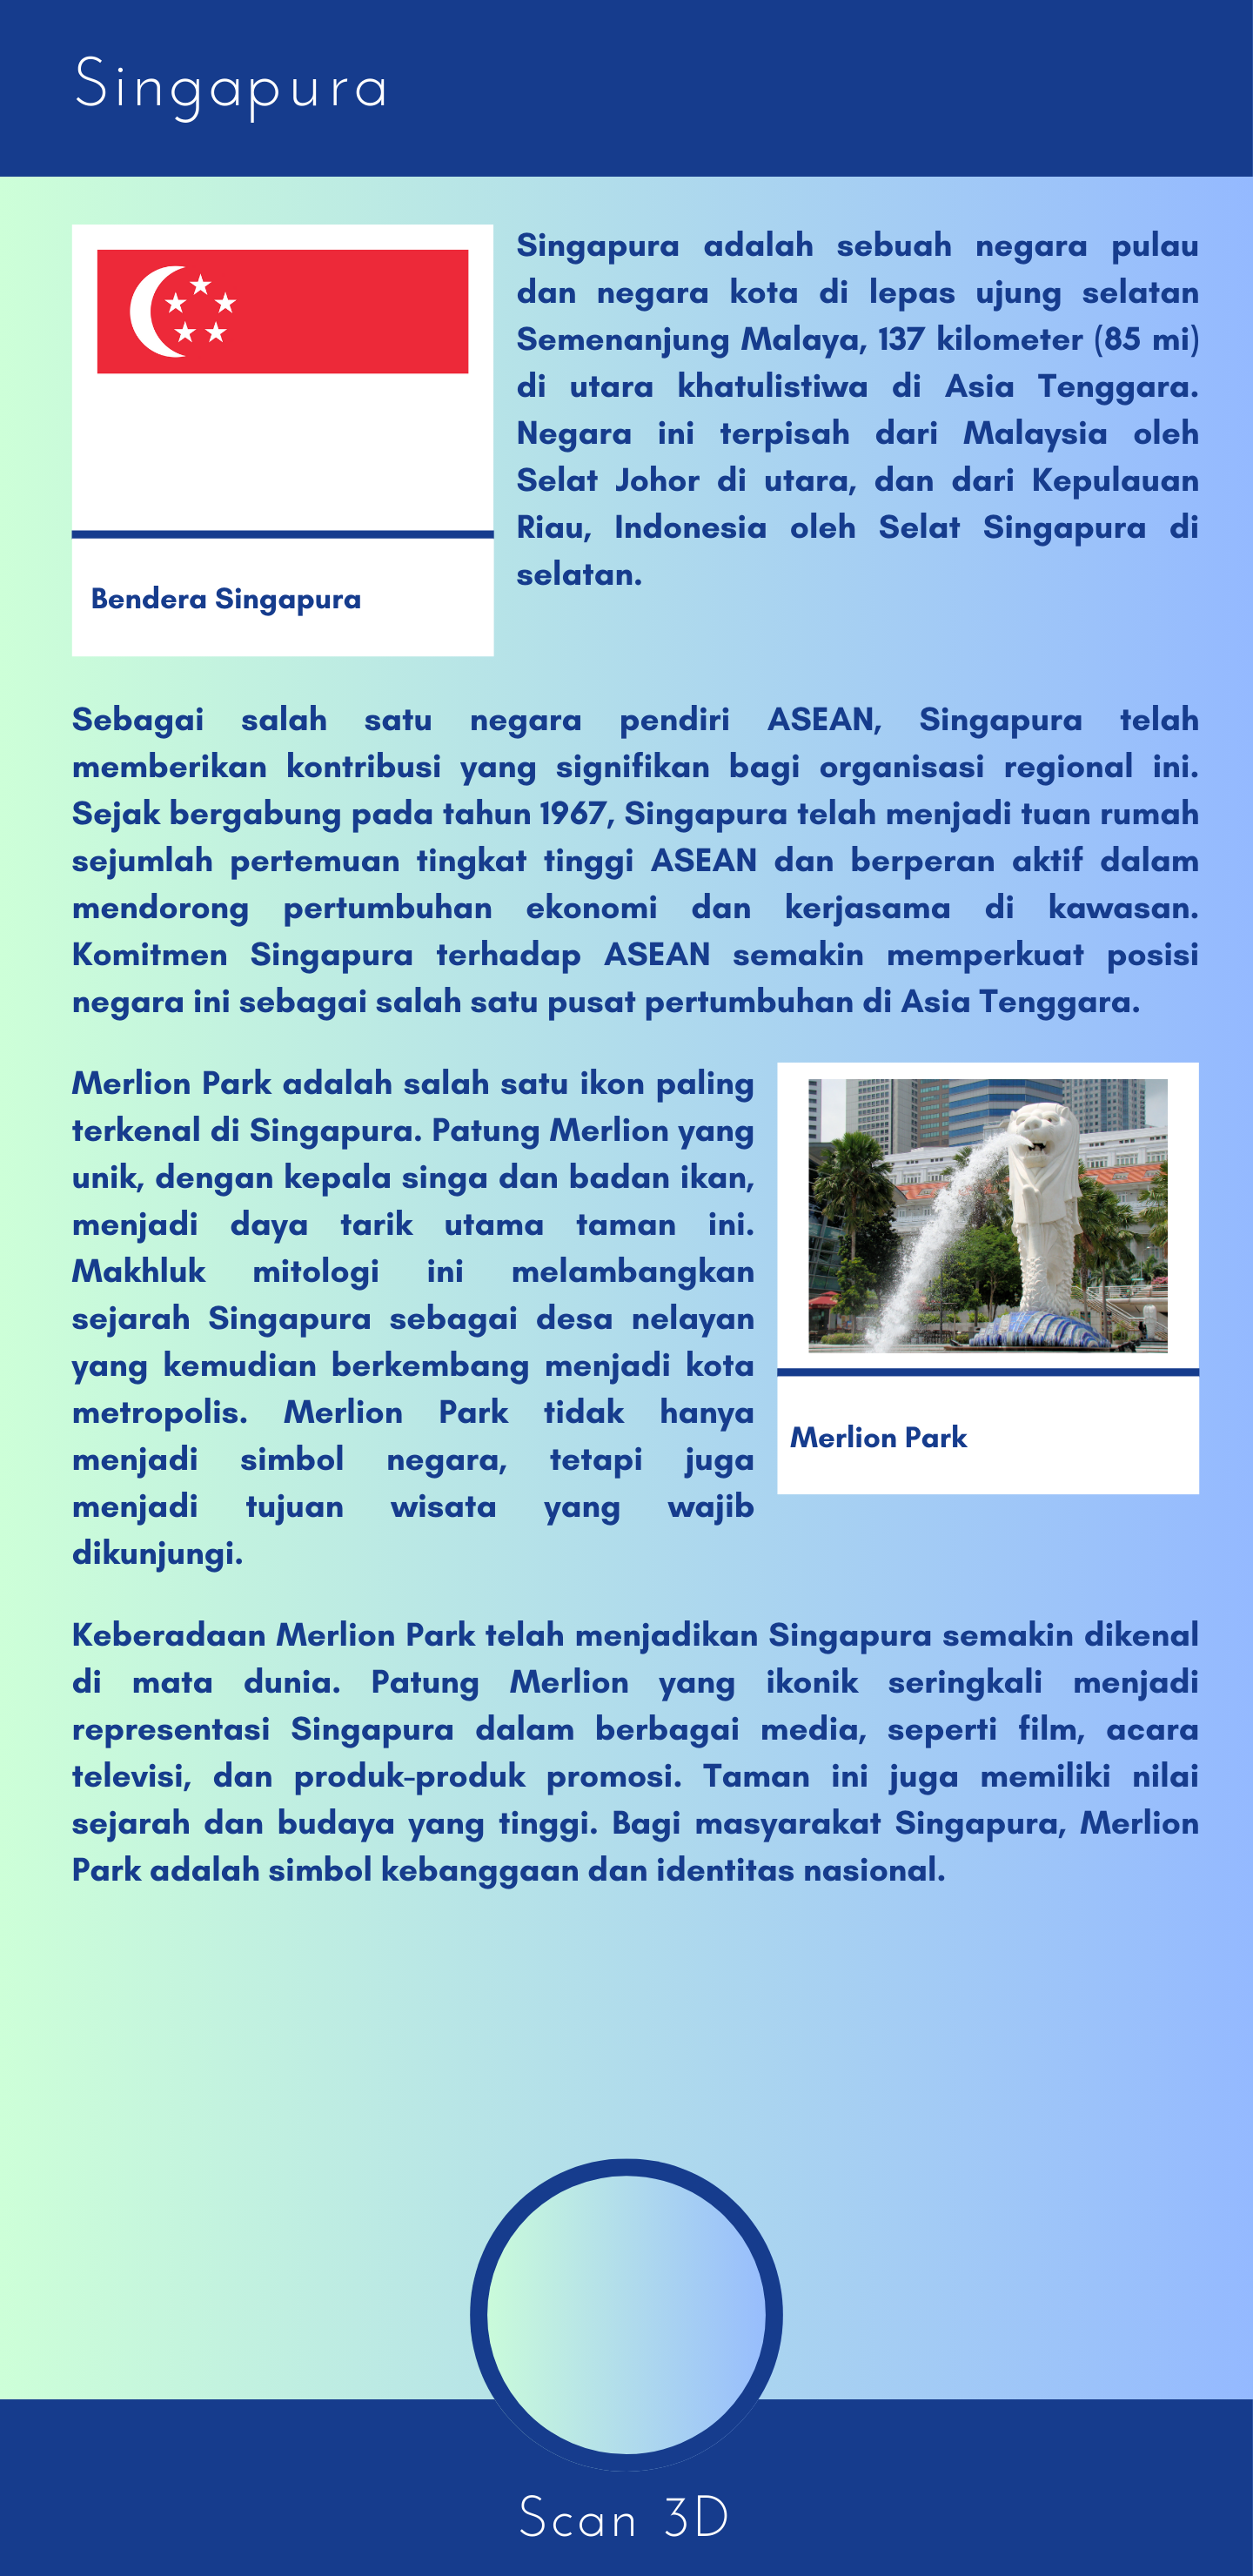 Singapura
Singapura adalah sebuah negara pulau
dan negara kota di lepas ujung selatan
Semenanjung Malaya, 137 kilometer (85 mi)
di utara khatulistiwa di Asia Tenggara.
Negara ini terpisah dari Malaysia oleh
Selat Johor di utara, dan dari Kepulauan
Riau, Indonesia oleh Selat Singapura di
selatan.
Bendera Singapura
Sebagai salah satu negara pendiri ASEAN, Singapura telah
memberikan kontribusi yang signifikan bagi organisasi regional ini.
Sejak bergabung pada tahun 1967, Singapura telah menjadi tuan rumah
sejumlah pertemuan tingkat tinggi ASEAN dan berperan aktif dalam
mendorong pertumbuhan ekonomi dan kerjasama di kawasan.
Komitmen Singapura terhadap ASEAN semakin memperkuat posisi
negara ini sebagai salah satu pusat pertumbuhan di Asia Tenggara.
Merlion Park adalah salah satu ikon paling
terkenal di Singapura. Patung Merlion yang
unik, dengan kepala singa dan badan ikan,
menjadi daya tarik utama taman ini.
Makhluk mitologi ini melambangkan
sejarah Singapura sebagai desa nelayan
yang kemudian berkembang menjadi kota
metropolis. Merlion Park tidak hanya
menjadi simbol negara, tetapi juga
menjadi tujuan wisata yang wajib
dikunjungi.
Merlion Park
Keberadaan Merlion Park telah menjadikan Singapura semakin dikenal
di mata dunia. Patung Merlion yang ikonik seringkali menjadi
representasi Singapura dalam berbagai media, seperti film, acara
televisi, dan produk-produk promosi. Taman ini juga memiliki nilai
sejarah dan budaya yang tinggi. Bagi masyarakat Singapura, Merlion
Park adalah simbol kebanggaan dan identitas nasional.
Scan 3D